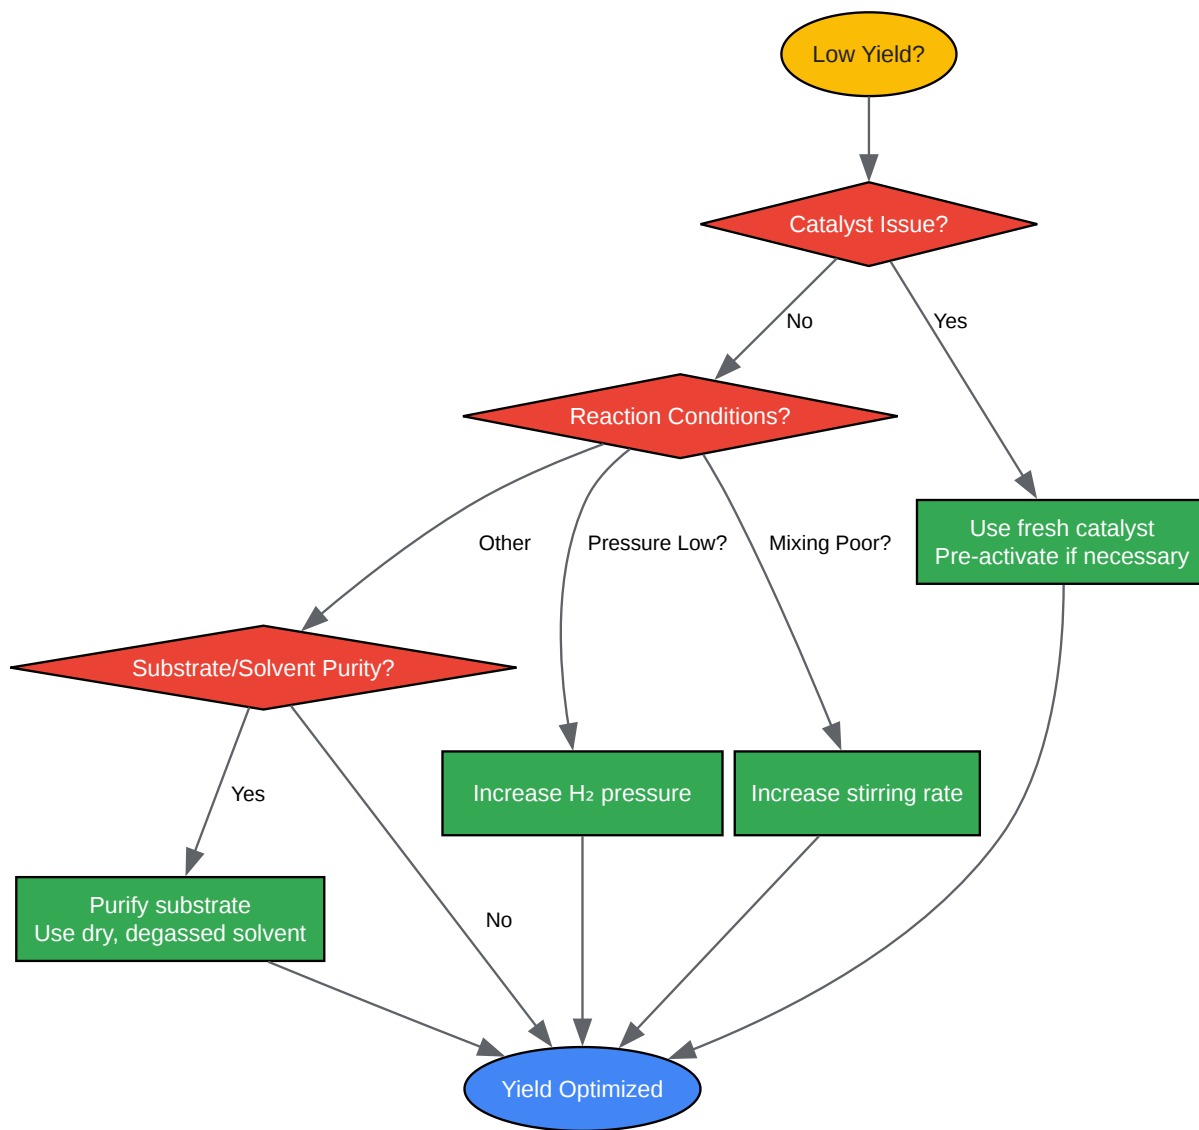 Low Yield?
Catalyst Issue?
No
Yes
Reaction Conditions?
Use fresh catalyst
Pre-activate if necessary
Other
Pressure Low?
Mixing Poor?
Substrate/Solvent Purity?
Increase H₂ pressure
Increase stirring rate
Yes
Purify substrate
Use dry, degassed solvent
No
Yield Optimized